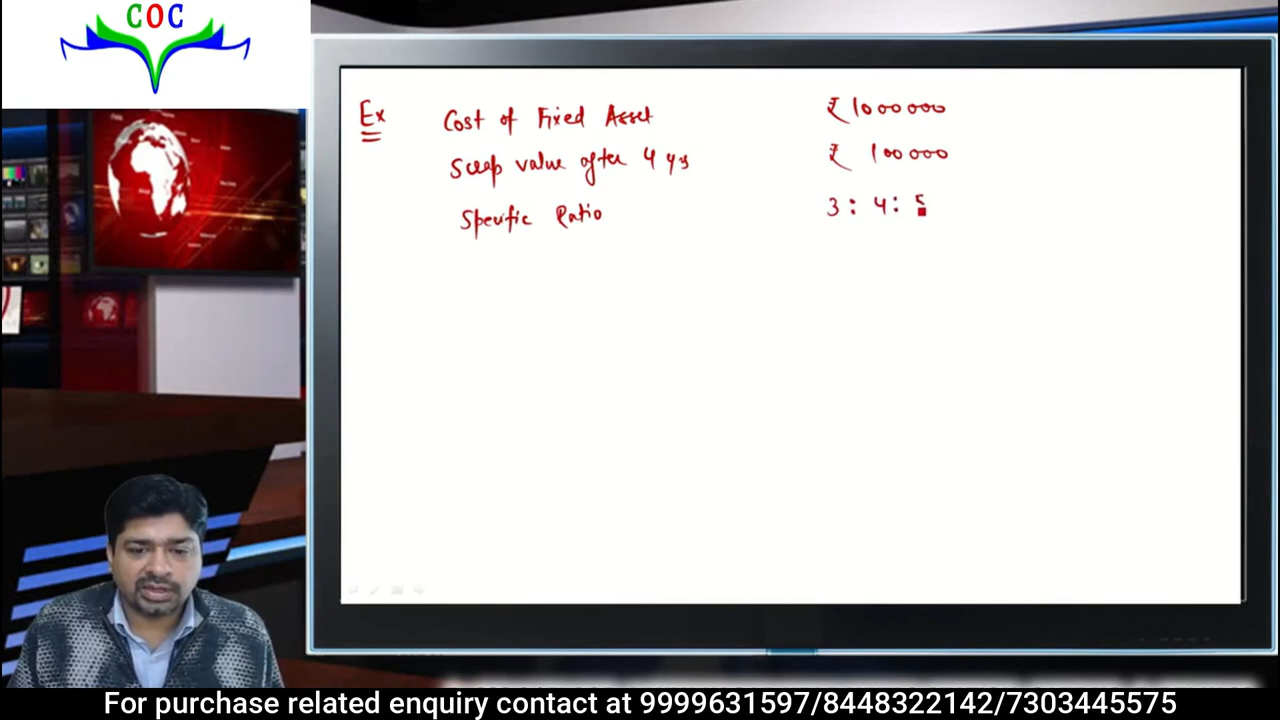 COC
Ex Cost of Fixed Asset ₹ 1000000
Scrap value after 4 yrs ₹ 100000
Specific Ratio 3 : 4 : 5
For purchase related enquiry contact at 9999631597/8448322142/7303445575